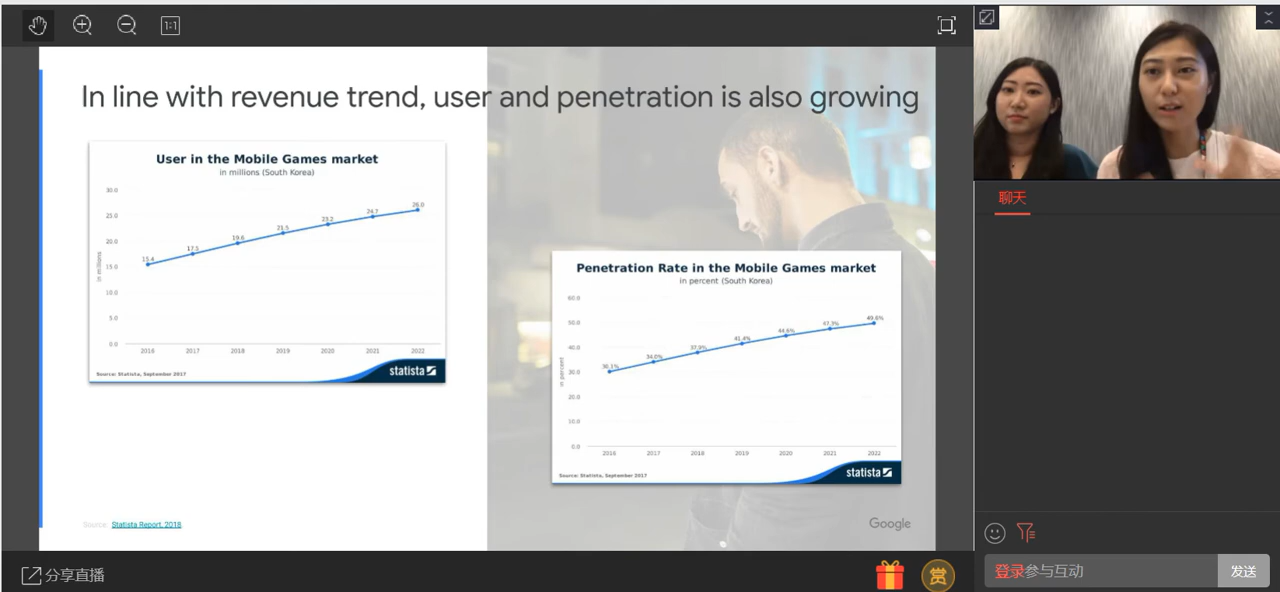 1:1
In line with revenue trend, user and penetration is also growing
User in the Mobile Games market
in millions (South Korea)
30.0
25.0
20.0
15.0
10.0
5.0
0.0
in millions
17.5
19.6
21.5
23.2
24.7
26.0
2016 2017 2018 2019 2020 2021 2022
Source: Statista, September 2017
statista
Penetration Rate in the Mobile Games market
in percent (South Korea)
60.0
50.0
40.0
30.0
20.0
10.0
0.0
in percent
34.0%
37.9%
41.4%
44.6%
47.3%
49.6%
2016 2017 2018 2019 2020 2021 2022
Source: Statista, September 2017
statista
Source: Statista Report, 2018
Google
聊天
分享直播
赏
登录参与互动
发送